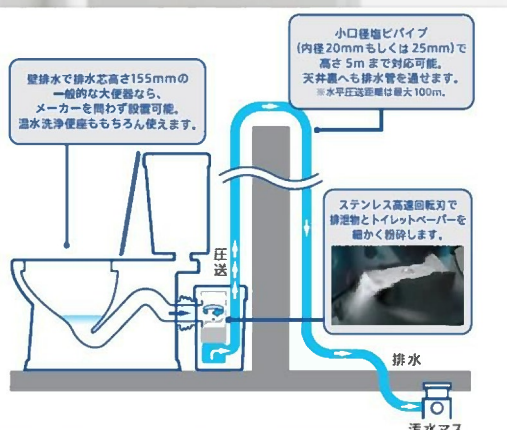 小口径塩ビパイプ
(内径20mmもしくは25mm)で
高さ5mまで対応可能。
天井裏へも排水管を通せます。
※水平圧送距離は最大100m。
壁排水で排水芯高さ155mmの
一般的な大便器なら、
メーカーを問わず設置可能。
温水洗浄便座ももちろん使えます。
ステンレス高速回転刃で
排泄物とトイレットペーパーを
細かく粉砕します。
圧送
排水
汚水マス